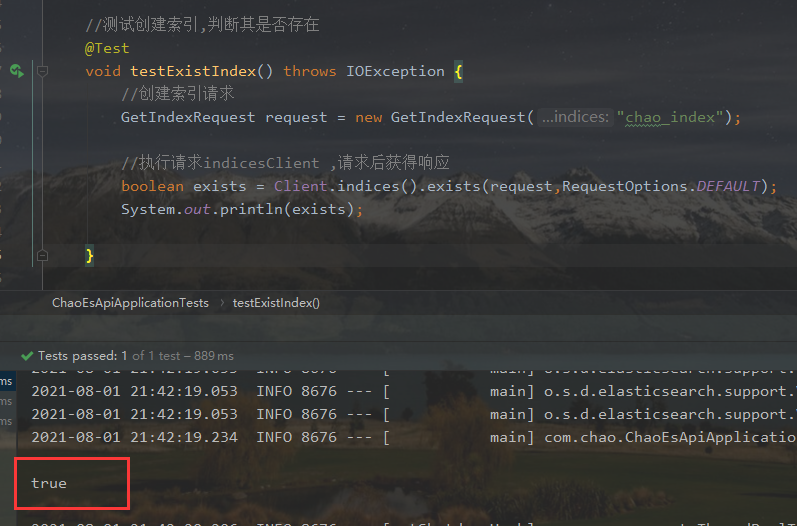 //测试创建索引,判断其是否存在
@Test
void testExistIndex() throws IOException {
//创建索引请求
GetIndexRequest request = new GetIndexRequest( ...indices: "chao_index");
//执行请求indicesClient ,请求后获得响应
boolean exists = Client.indices().exists(request,RequestOptions.DEFAULT);
System.out.println(exists);
}
ChaoEsApiApplicationTests › testExistIndex()
Tests passed: 1 of 1 test – 889 ms
ms 2021-08-01 21:42:19.053 INFO 8676 --- [ main] o.s.d.elasticsearch.support.
ms 2021-08-01 21:42:19.053 INFO 8676 --- [ main] o.s.d.elasticsearch.support.
ms 2021-08-01 21:42:19.234 INFO 8676 --- [ main] com.chao.ChaoEsApiApplicatio
true